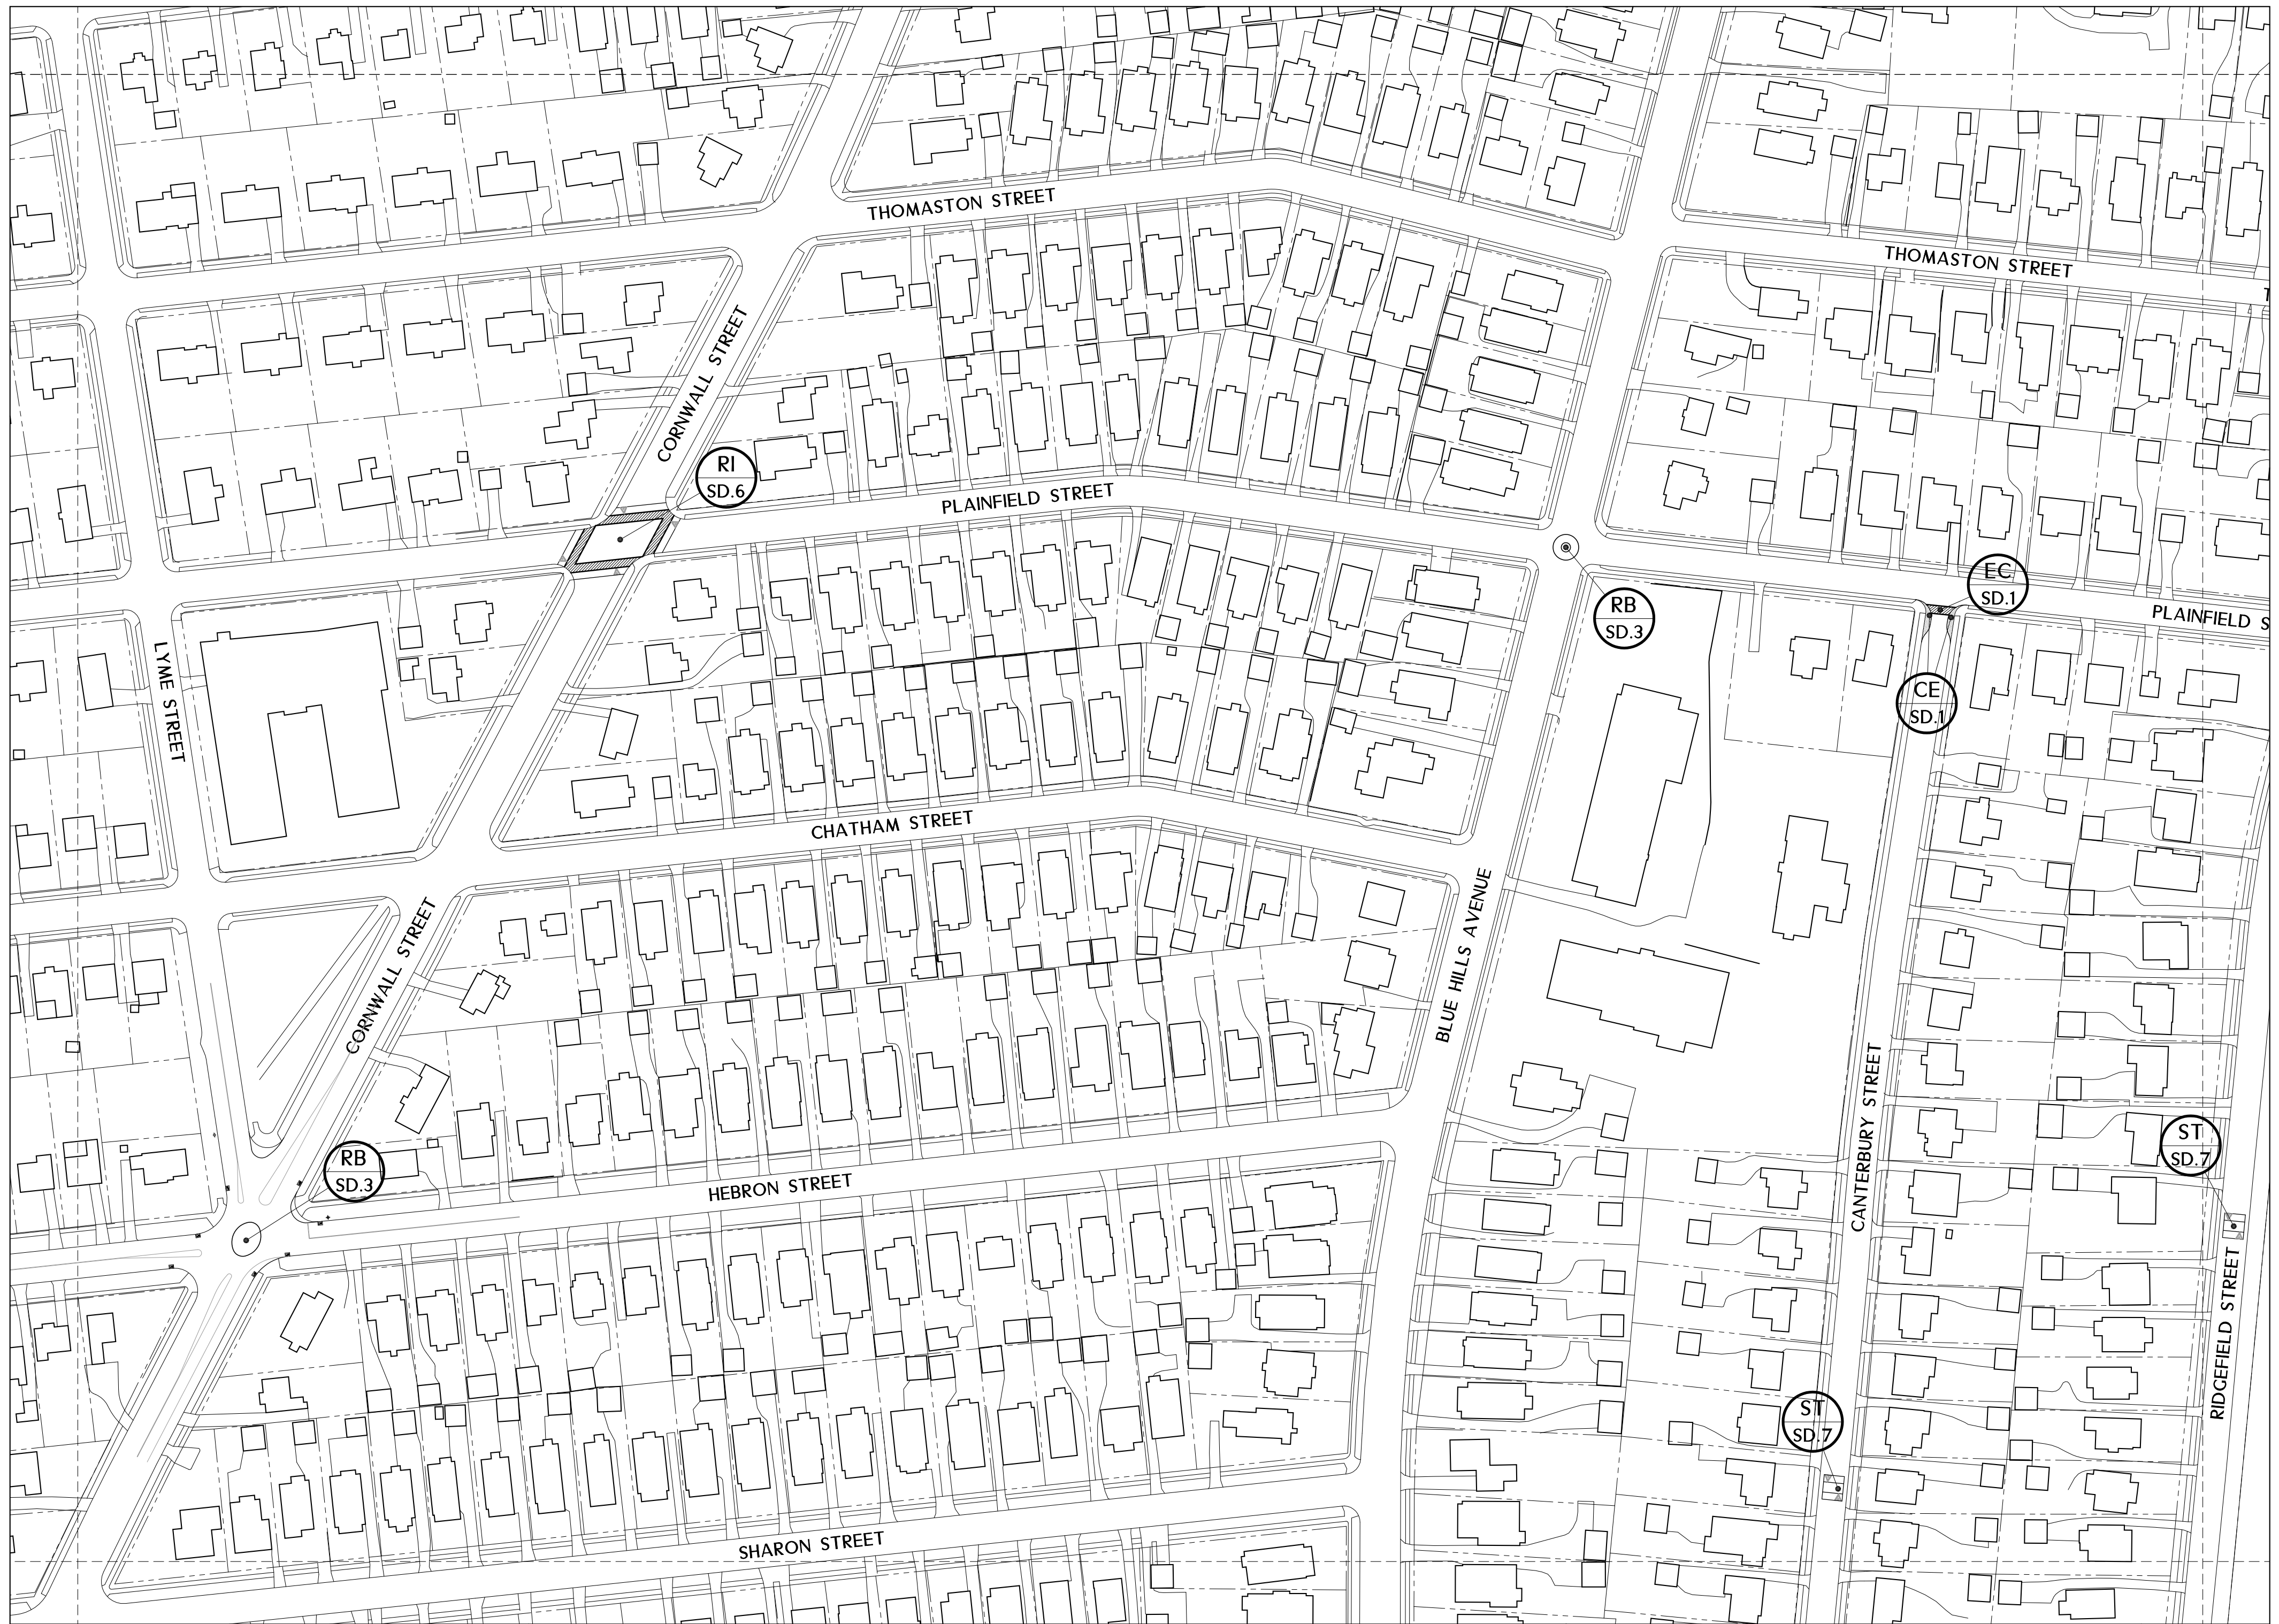 THOMASTON STREET
THOMASTON STREET
T
CORNWALL STREET
RI
SD.6
PLAINFIELD STREET
EC
SD.1
RB
SD.3
PLAINFIELD S
LYME STREET
CE
SD.1
CHATHAM STREET
CORNWALL STREET
BLUE HILLS AVENUE
CANTERBURY STREET
ST
SD.7
RB
SD.3
HEBRON STREET
RIDGEFIELD STREET
ST
SD.7
SHARON STREET